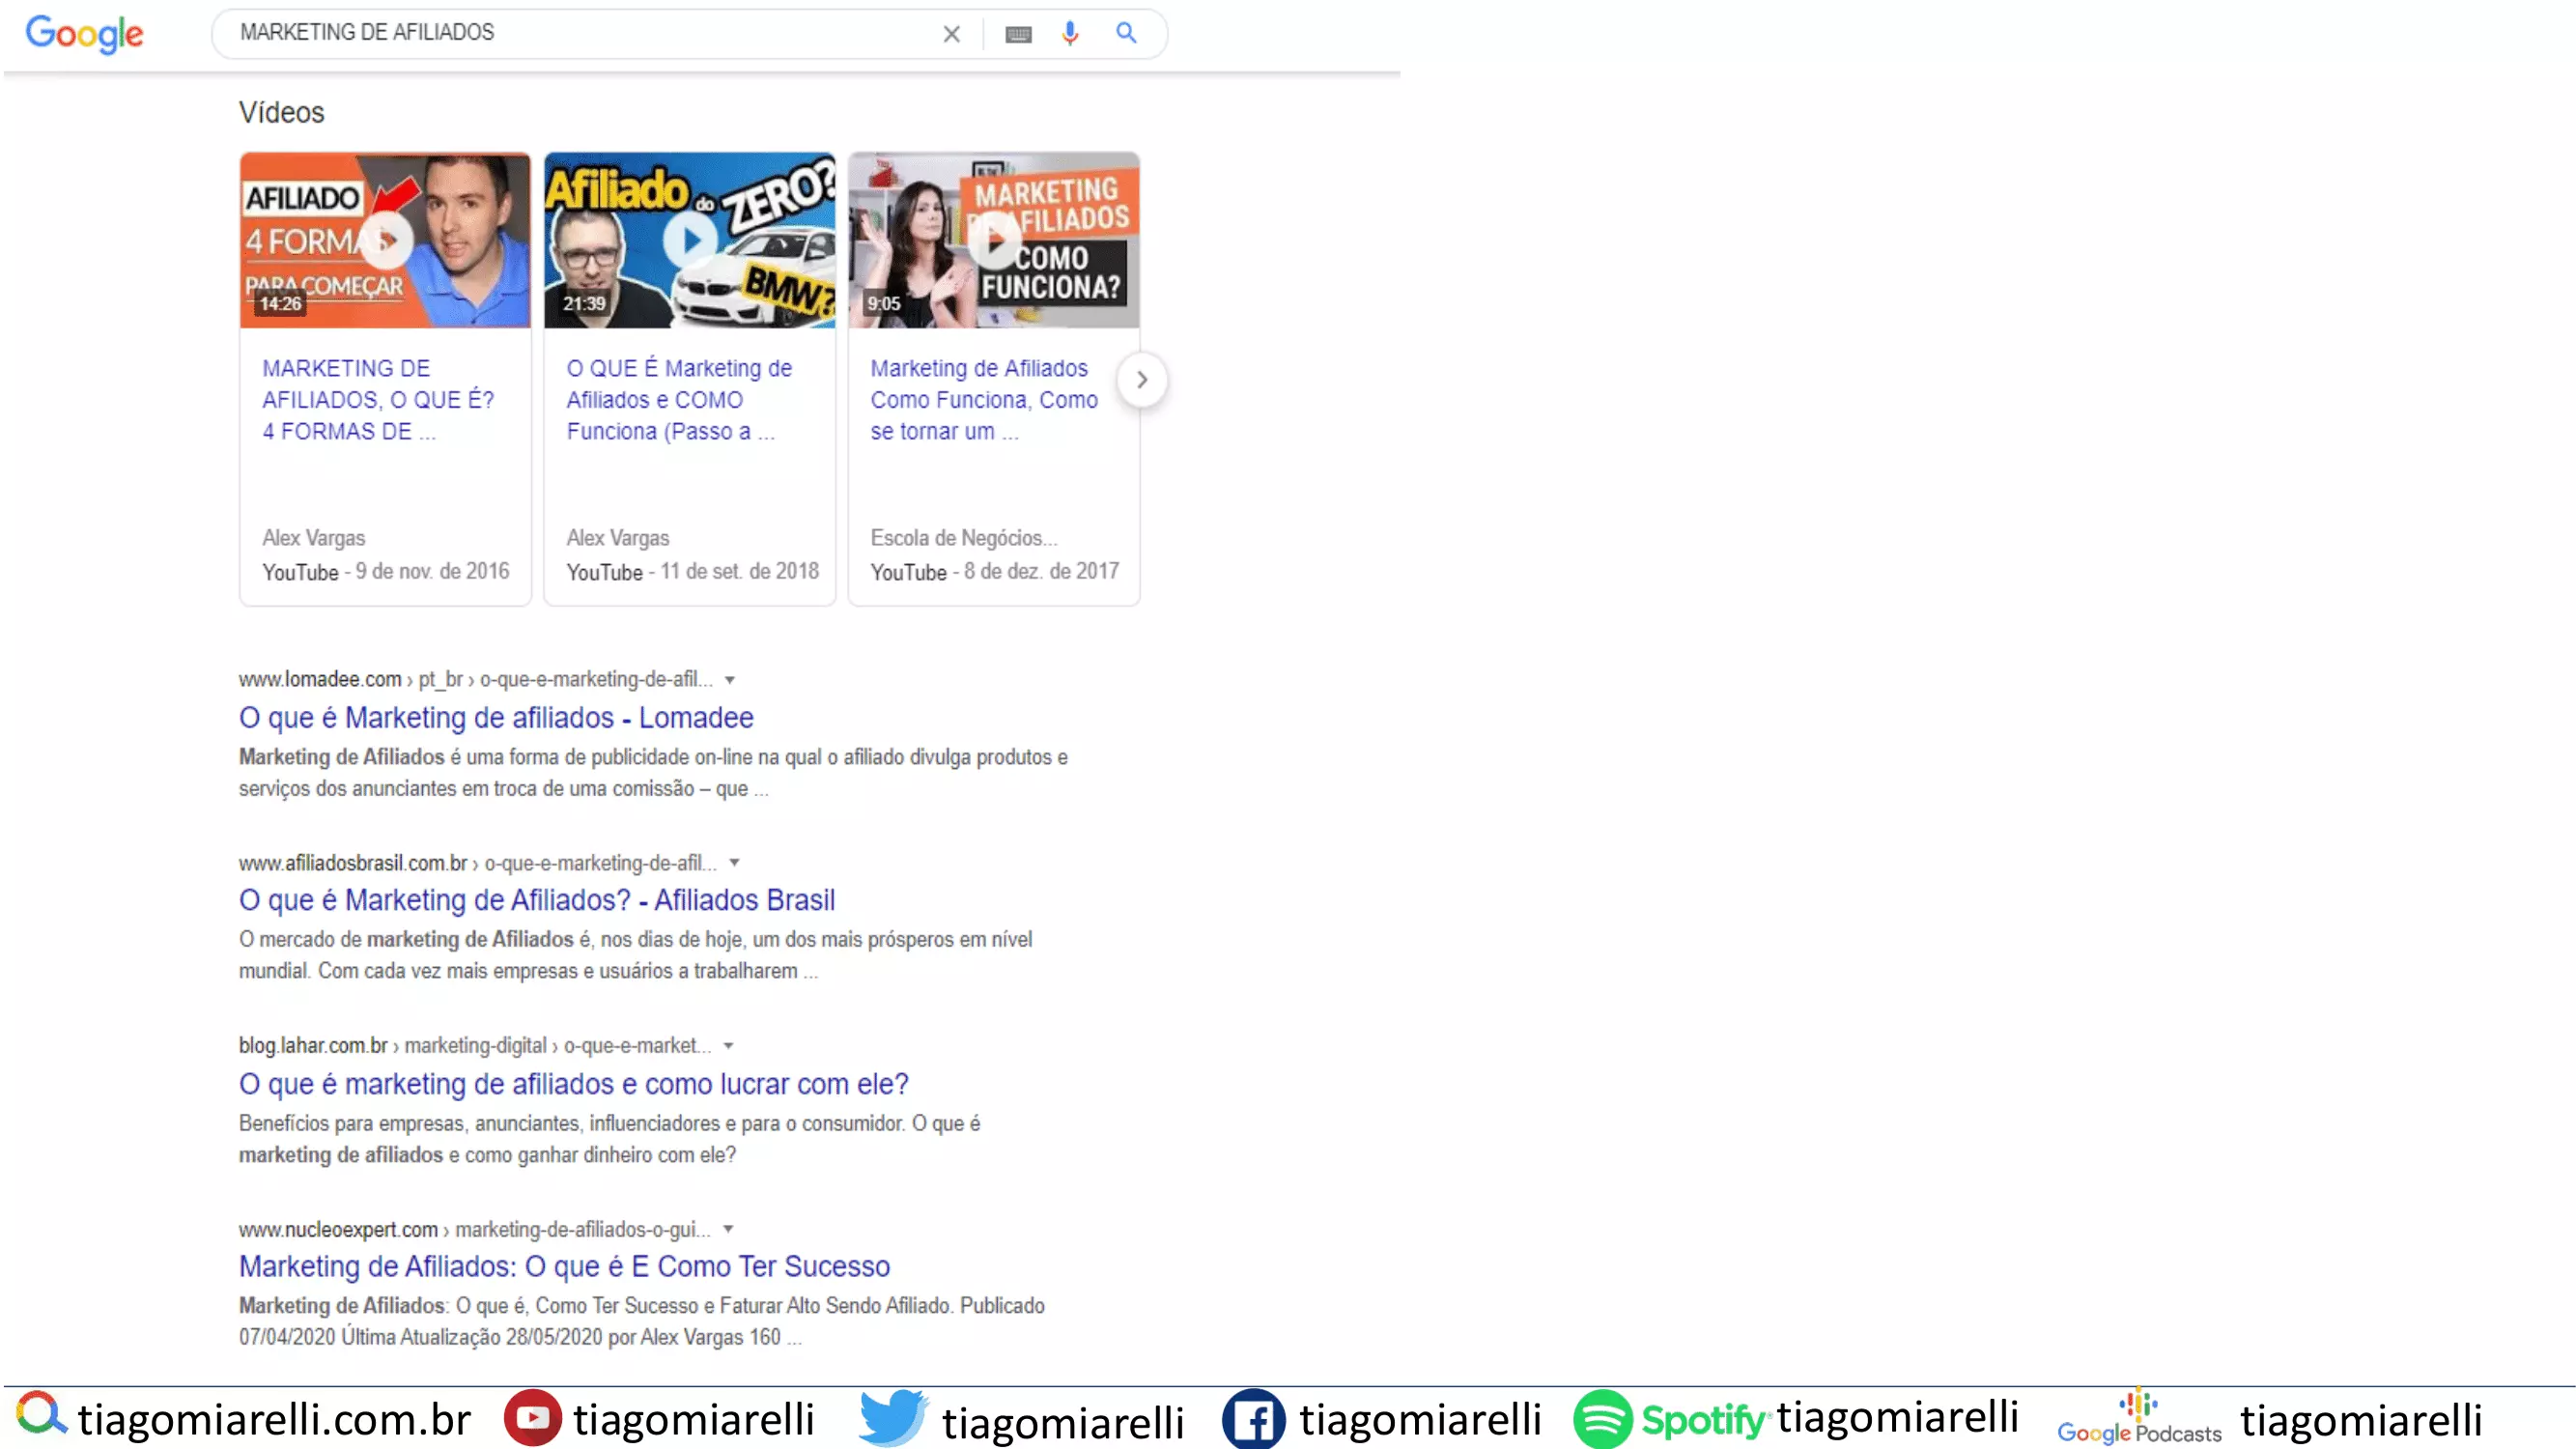 Google
MARKETING DE AFILIADOS
Vídeos
AFILIADO
4 FORMAS
PARA COMEÇAR
14:26
Afiliado do ZERO?
BMW?
21:39
MARKETING
DE AFILIADOS
COMO
FUNCIONA?
9:05
MARKETING DE
AFILIADOS, O QUE É?
4 FORMAS DE ...
Alex Vargas
YouTube - 9 de nov. de 2016
O QUE É Marketing de
Afiliados e COMO
Funciona (Passo a ...
Alex Vargas
YouTube - 11 de set. de 2018
Marketing de Afiliados
Como Funciona, Como
se tornar um ...
Escola de Negócios...
YouTube - 8 de dez. de 2017
www.lomadee.com › pt_br › o-que-e-marketing-de-afil...
O que é Marketing de afiliados - Lomadee
Marketing de Afiliados é uma forma de publicidade on-line na qual o afiliado divulga produtos e
serviços dos anunciantes em troca de uma comissão – que ...
www.afiliadosbrasil.com.br › o-que-e-marketing-de-afil...
O que é Marketing de Afiliados? - Afiliados Brasil
O mercado de marketing de Afiliados é, nos dias de hoje, um dos mais prósperos em nível
mundial. Com cada vez mais empresas e usuários a trabalharem ...
blog.lahar.com.br › marketing-digital › o-que-e-market...
O que é marketing de afiliados e como lucrar com ele?
Benefícios para empresas, anunciantes, influenciadores e para o consumidor. O que é
marketing de afiliados e como ganhar dinheiro com ele?
www.nucleoexpert.com › marketing-de-afiliados-o-gui...
Marketing de Afiliados: O que é E Como Ter Sucesso
Marketing de Afiliados: O que é, Como Ter Sucesso e Faturar Alto Sendo Afiliado. Publicado
07/04/2020 Última Atualização 28/05/2020 por Alex Vargas 160 ...
tiagomiarelli.com.br tiagomiarelli tiagomiarelli tiagomiarelli Spotify tiagomiarelli Google Podcasts tiagomiarelli